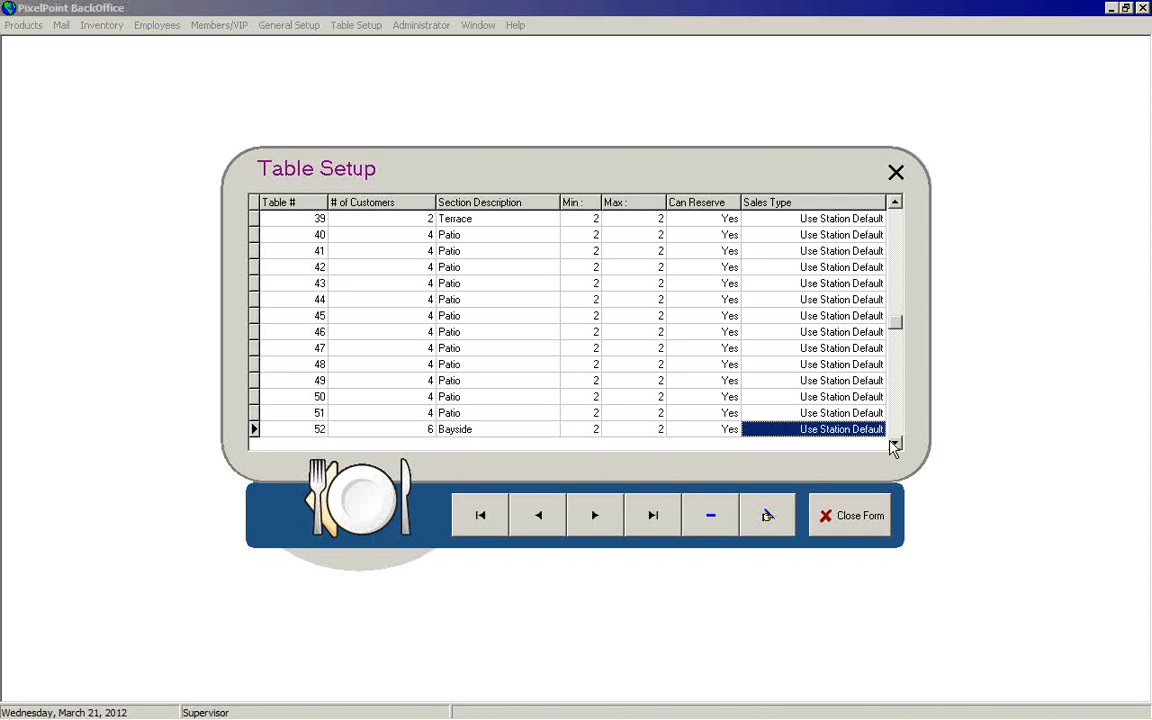 PixelPoint BackOffice
Products Mail Inventory Employees Members/VIP General Setup Table Setup Administrator Window Help
Table Setup
Table # # of Customers Section Description Min : Max : Can Reserve Sales Type
39 2 Terrace 2 2 Yes Use Station Default
40 4 Patio 2 2 Yes Use Station Default
41 4 Patio 2 2 Yes Use Station Default
42 4 Patio 2 2 Yes Use Station Default
43 4 Patio 2 2 Yes Use Station Default
44 4 Patio 2 2 Yes Use Station Default
45 4 Patio 2 2 Yes Use Station Default
46 4 Patio 2 2 Yes Use Station Default
47 4 Patio 2 2 Yes Use Station Default
48 4 Patio 2 2 Yes Use Station Default
49 4 Patio 2 2 Yes Use Station Default
50 4 Patio 2 2 Yes Use Station Default
51 4 Patio 2 2 Yes Use Station Default
52 6 Bayside 2 2 Yes Use Station Default
Close Form
Wednesday, March 21, 2012 Supervisor